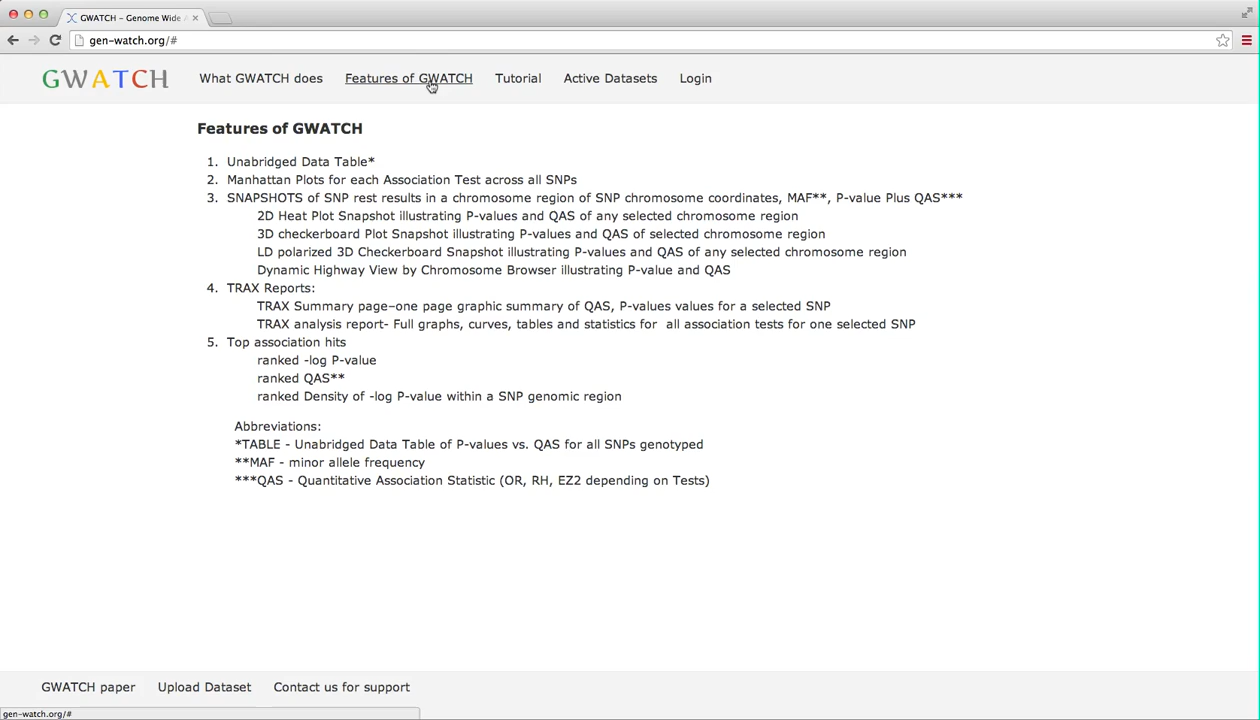 GWATCH – Genome Wide A
gen-watch.org/#
GWATCH
What GWATCH does
Features of GWATCH
Tutorial
Active Datasets
Login
Features of GWATCH
1. Unabridged Data Table*
2. Manhattan Plots for each Association Test across all SNPs
3. SNAPSHOTS of SNP rest results in a chromosome region of SNP chromosome coordinates, MAF**, P-value Plus QAS***
2D Heat Plot Snapshot illustrating P-values and QAS of any selected chromosome region
3D checkerboard Plot Snapshot illustrating P-values and QAS of selected chromosome region
LD polarized 3D Checkerboard Snapshot illustrating P-values and QAS of any selected chromosome region
Dynamic Highway View by Chromosome Browser illustrating P-value and QAS
4. TRAX Reports:
TRAX Summary page–one page graphic summary of QAS, P-values values for a selected SNP
TRAX analysis report- Full graphs, curves, tables and statistics for all association tests for one selected SNP
5. Top association hits
ranked -log P-value
ranked QAS**
ranked Density of -log P-value within a SNP genomic region
Abbreviations:
*TABLE - Unabridged Data Table of P-values vs. QAS for all SNPs genotyped
**MAF - minor allele frequency
***QAS - Quantitative Association Statistic (OR, RH, EZ2 depending on Tests)
GWATCH paper
Upload Dataset
Contact us for support
gen-watch.org/#